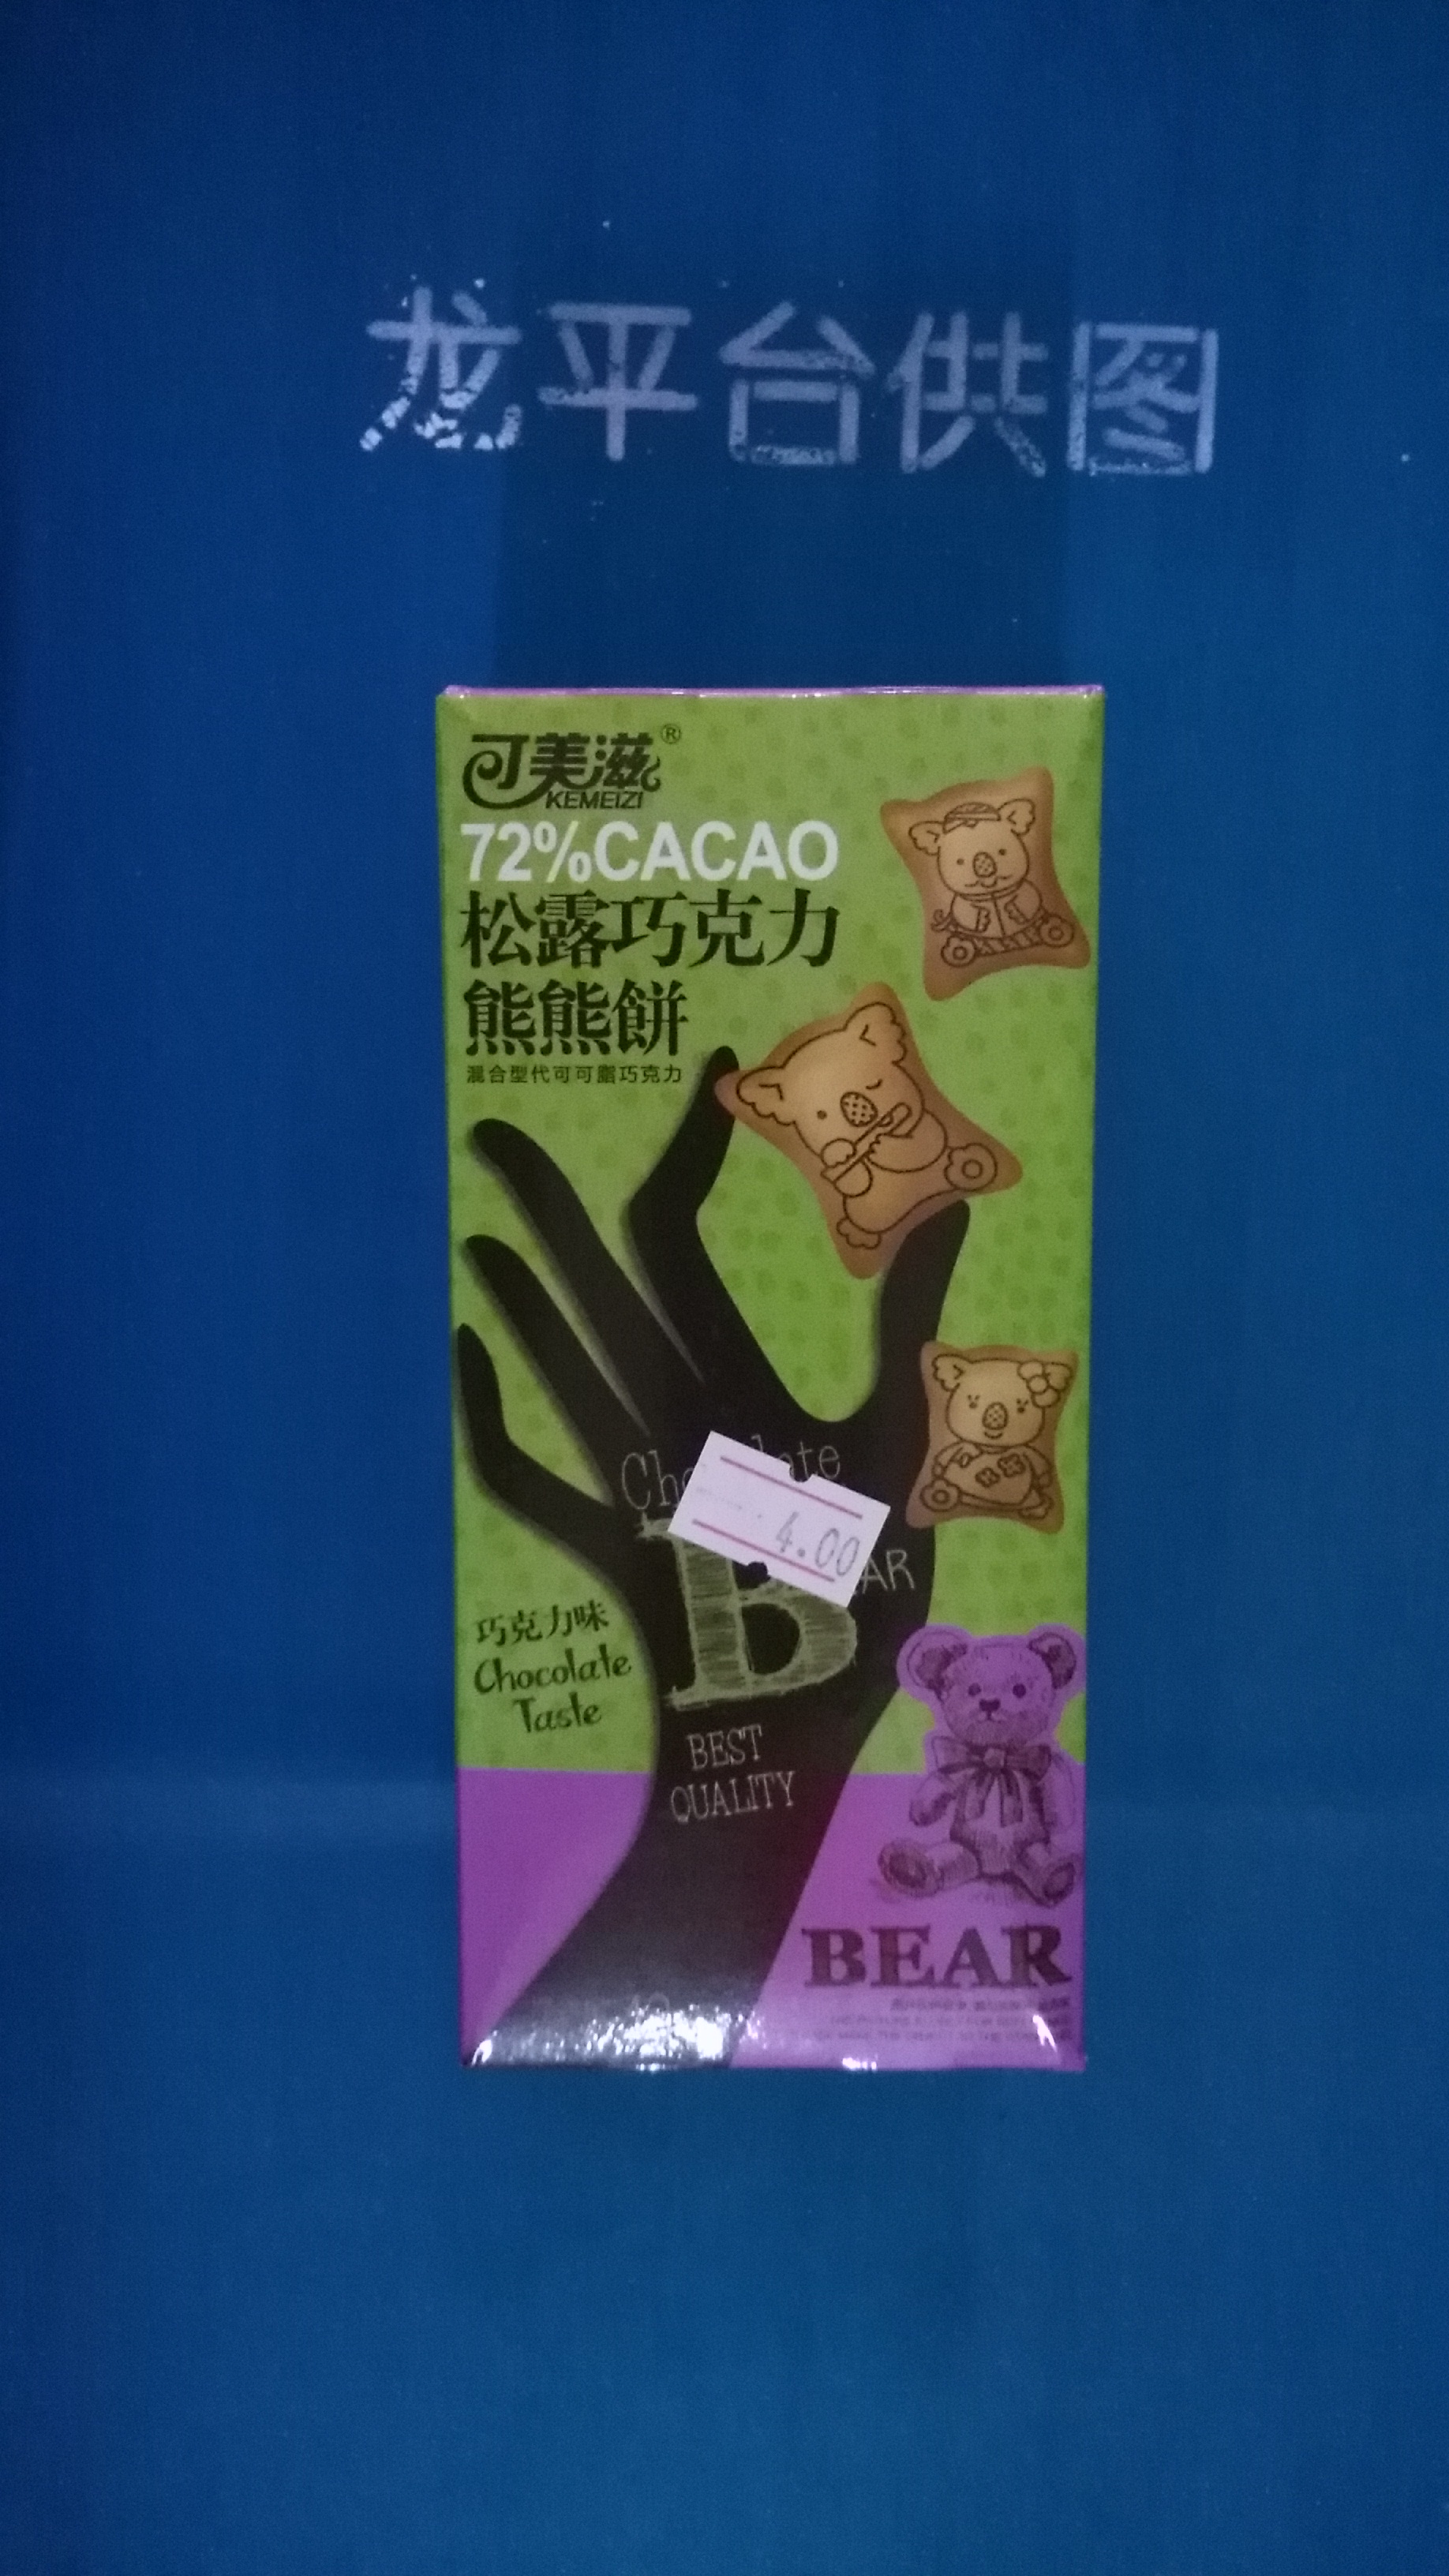 龙平台供图
可美滋®
KEMEIZI
72%CACAO
松露巧克力
熊熊餅
混合型代可可脂巧克力
4.00
B
巧克力味
Chocolate
Taste
BEST
QUALITY
BEAR